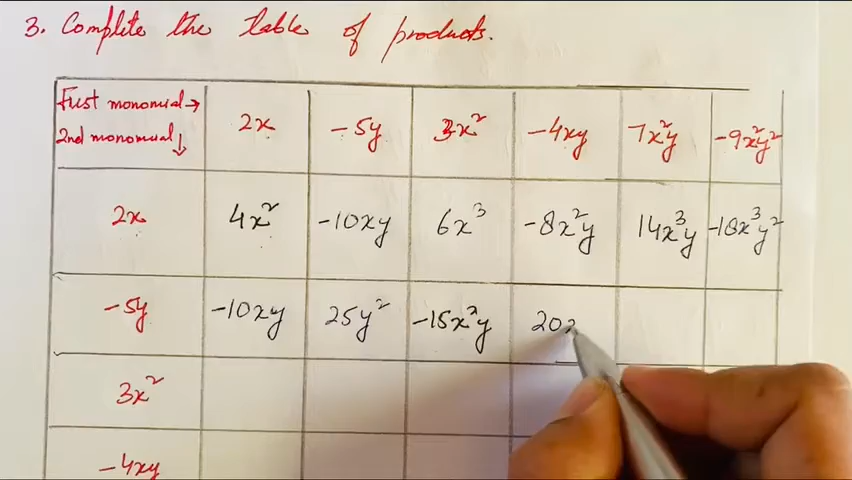 3. Complete the table of products.
First monomial → 2x -5y 3x² -4xy 7x²y -9x²y²
2nd monomial ↓
2x 4x² -10xy 6x³ -8x²y 14x³y -18x³y²
-5y -10xy 25y² -15x²y 20x
3x²
-4xy